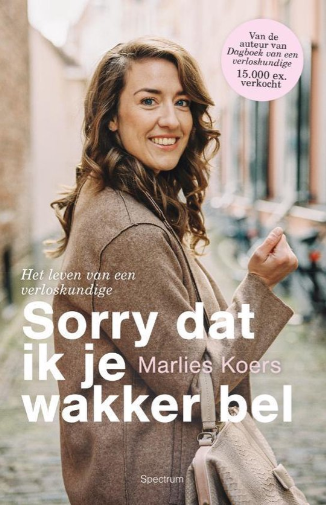 Van de
auteur van
Dagboek van een
verloskundige
15.000 ex.
verkocht
Het leven van een
verloskundige
Sorry dat
ik je Marlies Koers
wakker bel
Spectrum